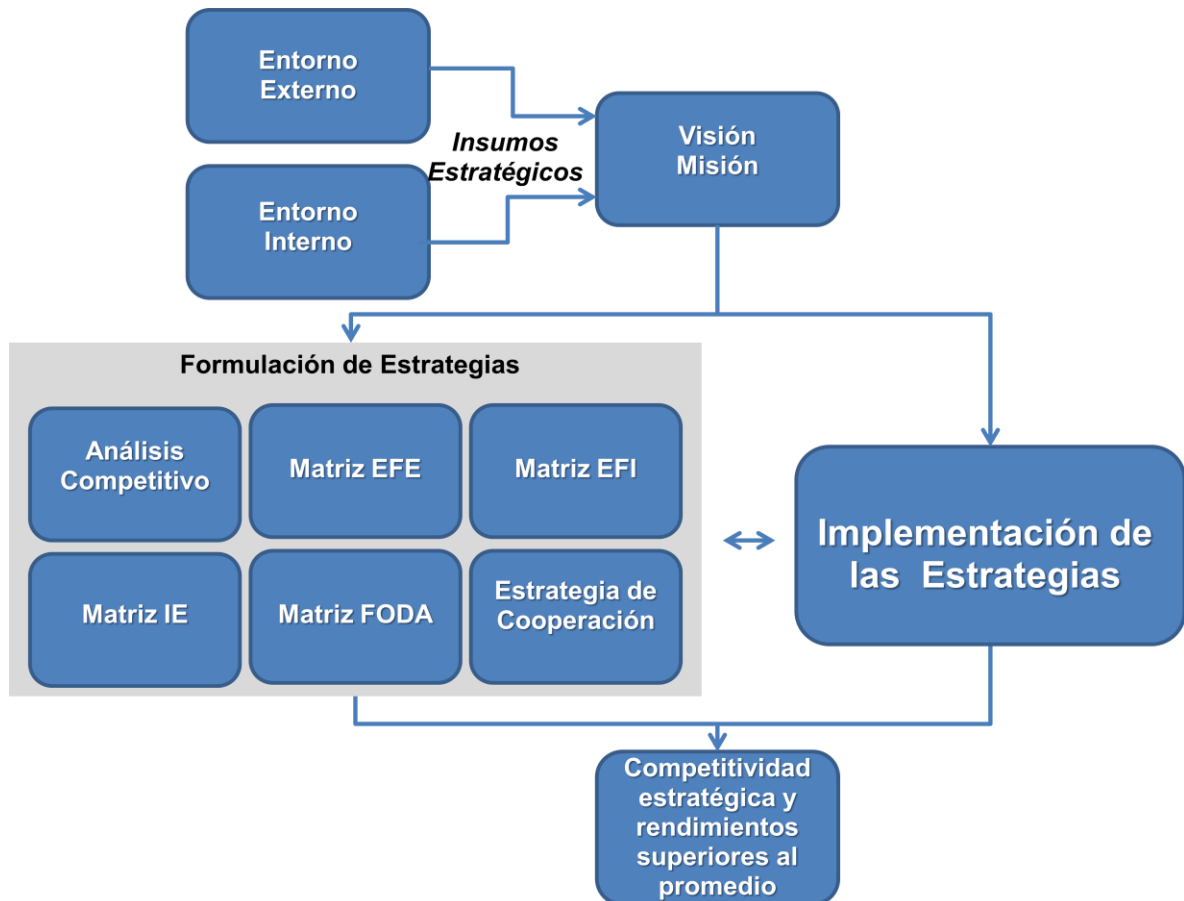 Entorno
Externo
Insumos
Estratégicos
Visión
Misión
Entorno
Interno
Formulación de Estrategias
Análisis
Competitivo
Matriz EFE
Matriz EFI
Matriz IE
Matriz FODA
Estrategia de
Cooperación
Implementación de
las Estrategias
Competitividad
estratégica y
rendimientos
superiores al
promedio